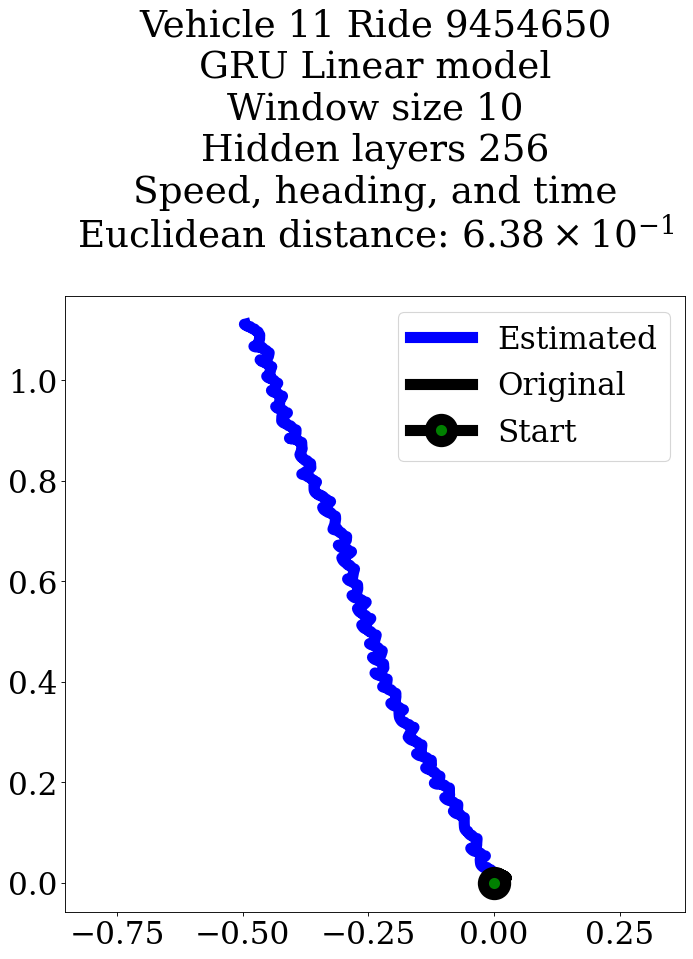 Vehicle 11 Ride 9454650
GRU Linear model
Window size 10
Hidden layers 256
Speed, heading, and time
Euclidean distance: 6.38 × 10⁻¹
Estimated
Original
Start
1.0
0.8
0.6
0.4
0.2
0.0
−0.75 −0.50 −0.25 0.00 0.25